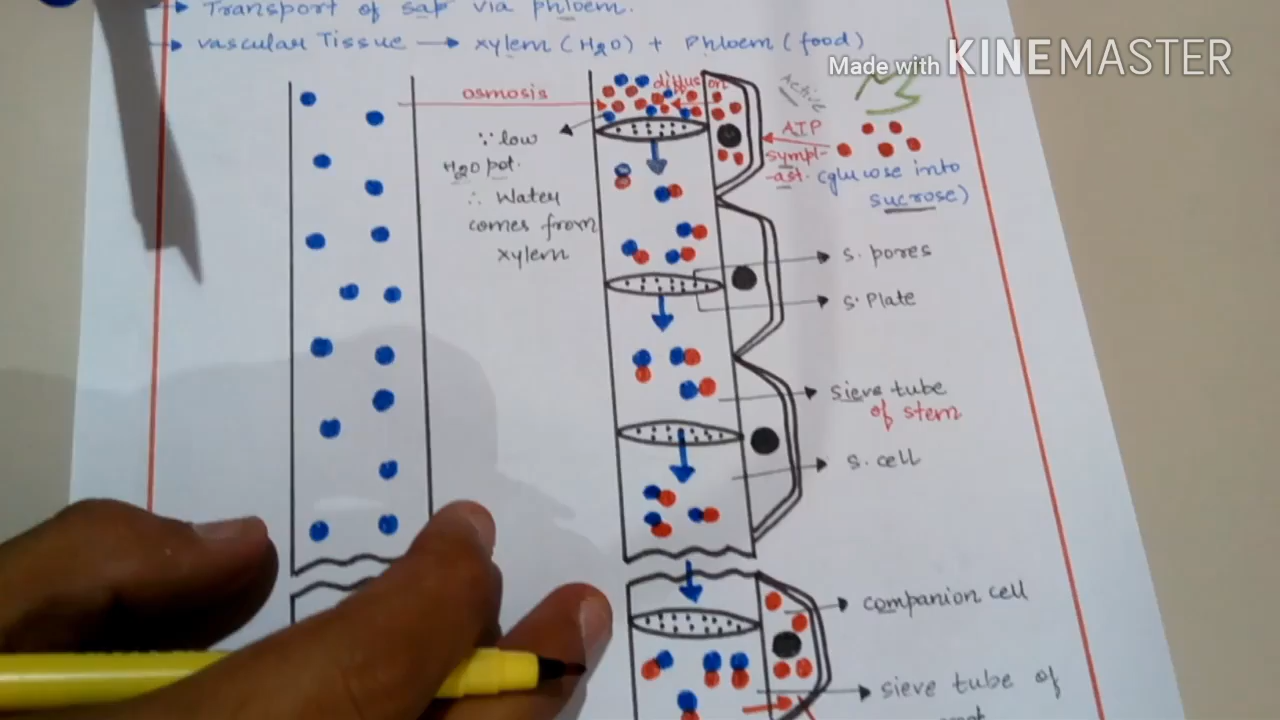 Transport of sap via phloem.
vascular Tissue → xylem (H2O) + Phloem (food)
Made with KINEMASTER
osmosis
diffusion
Active
ATP
sympl-
ast. (glucose into
sucrose)
∵ low
H2O pot.
∴ Water
comes from
xylem
s. pores
s. Plate
sieve tube
of stem
s. cell
companion cell
sieve tube of